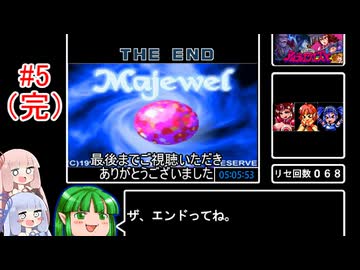 #5
(完)
THE END
Majewel
(C)19
RESERVE
最後までご視聴いただき
ありがとうございました
05:05:53
リセ回数068
ザ、エンドってね。